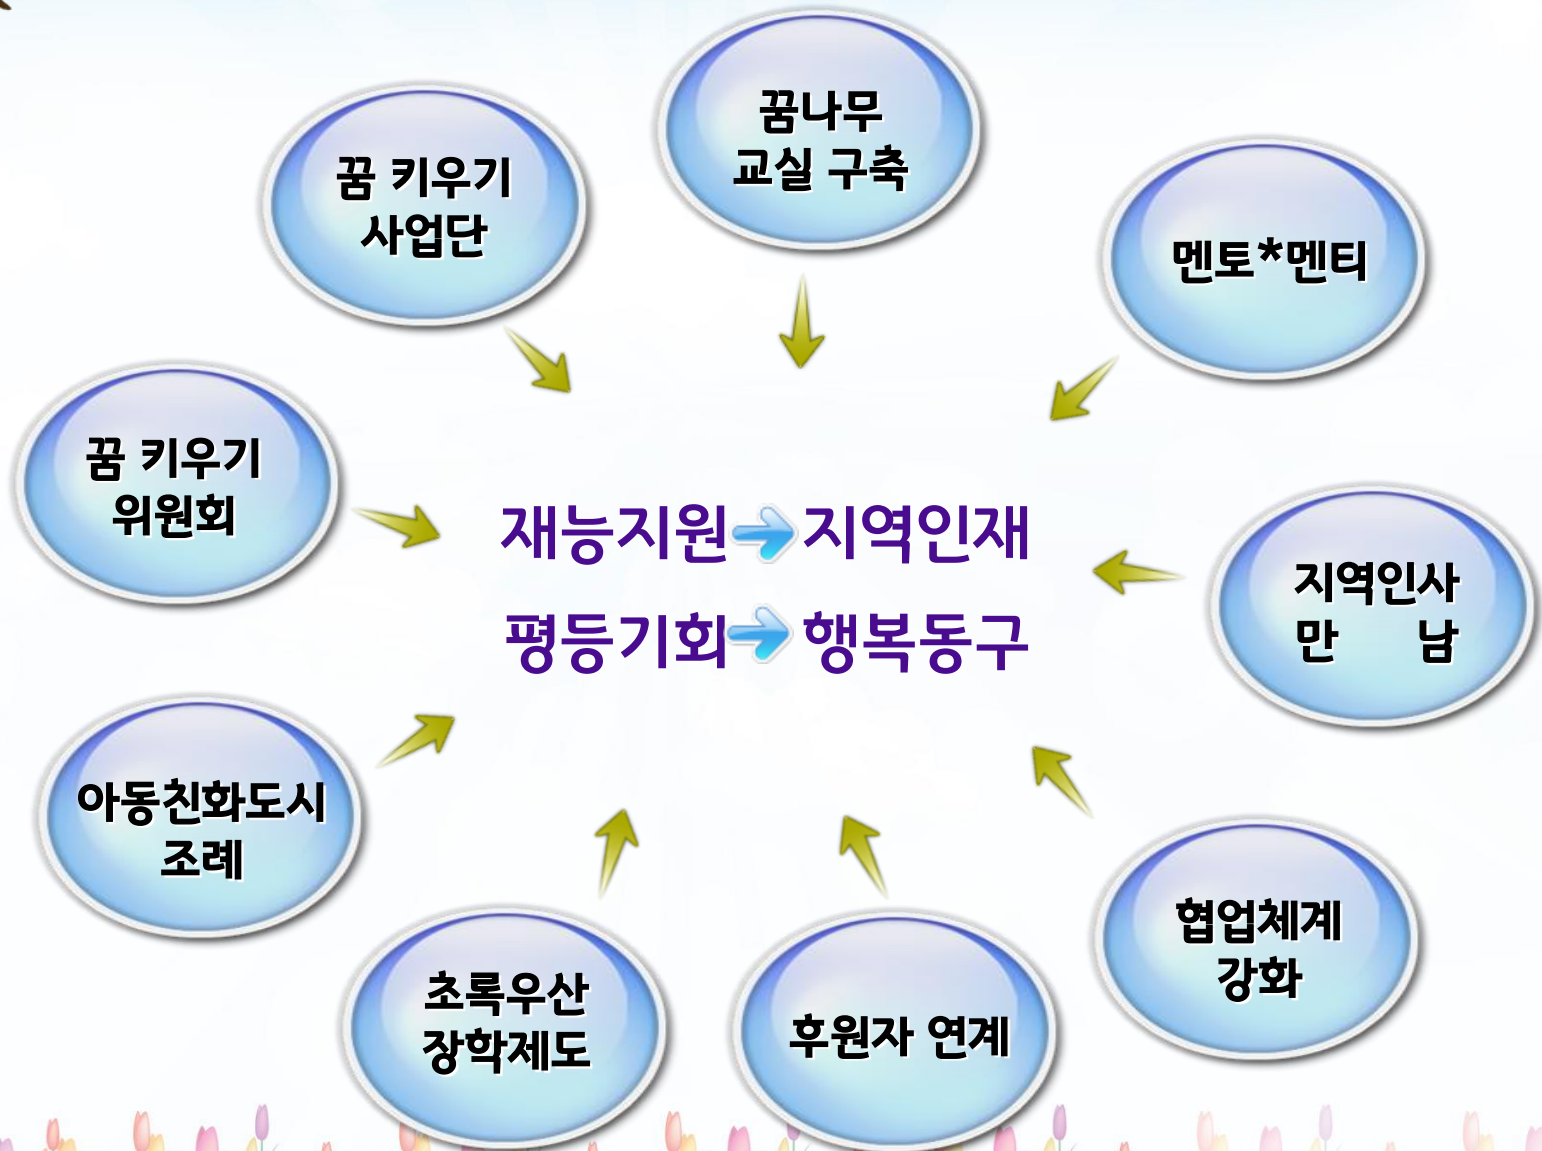 꿈나무
교실 구축
꿈 키우기
사업단
멘토*멘티
꿈 키우기
위원회
재능지원 지역인재
평등기회 행복동구
지역인사
만 남
아동친화도시
조례
협업체계
강화
초록우산
장학제도
후원자 연계